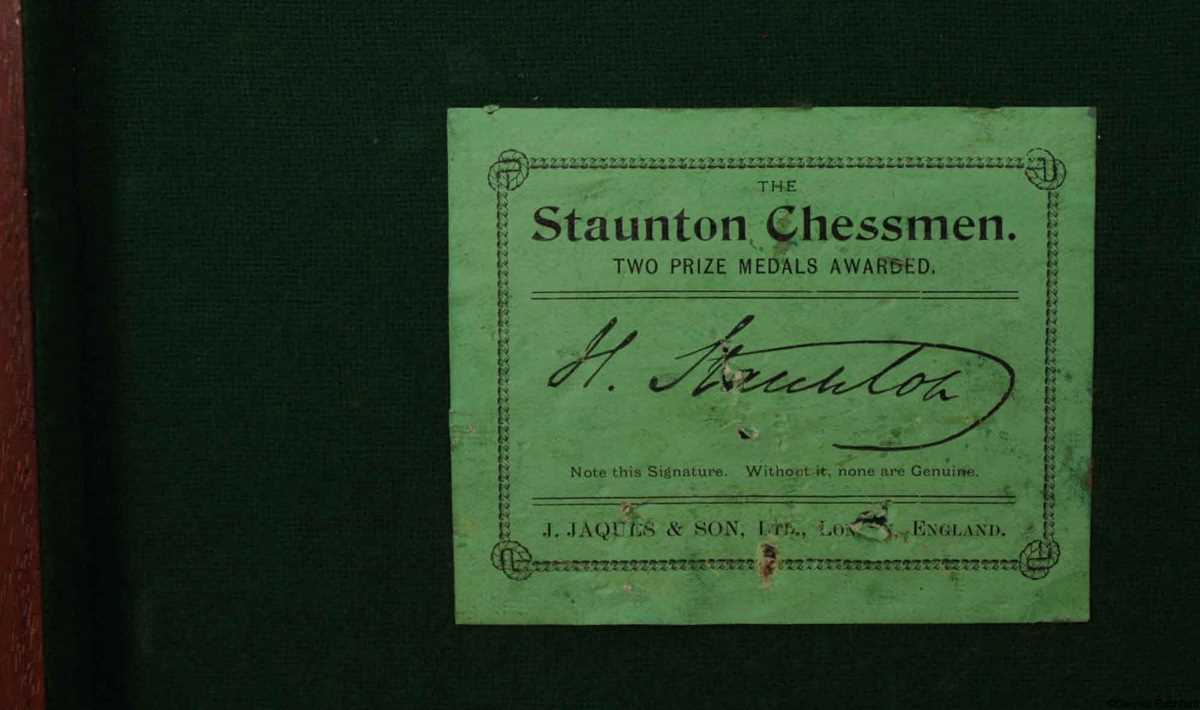 THE
Staunton Chessmen.
TWO PRIZE MEDALS AWARDED.
H. Staunton
Note this Signature. Without it, none are Genuine.
J. JAQUES & SON, LTD., LONDON, ENGLAND.